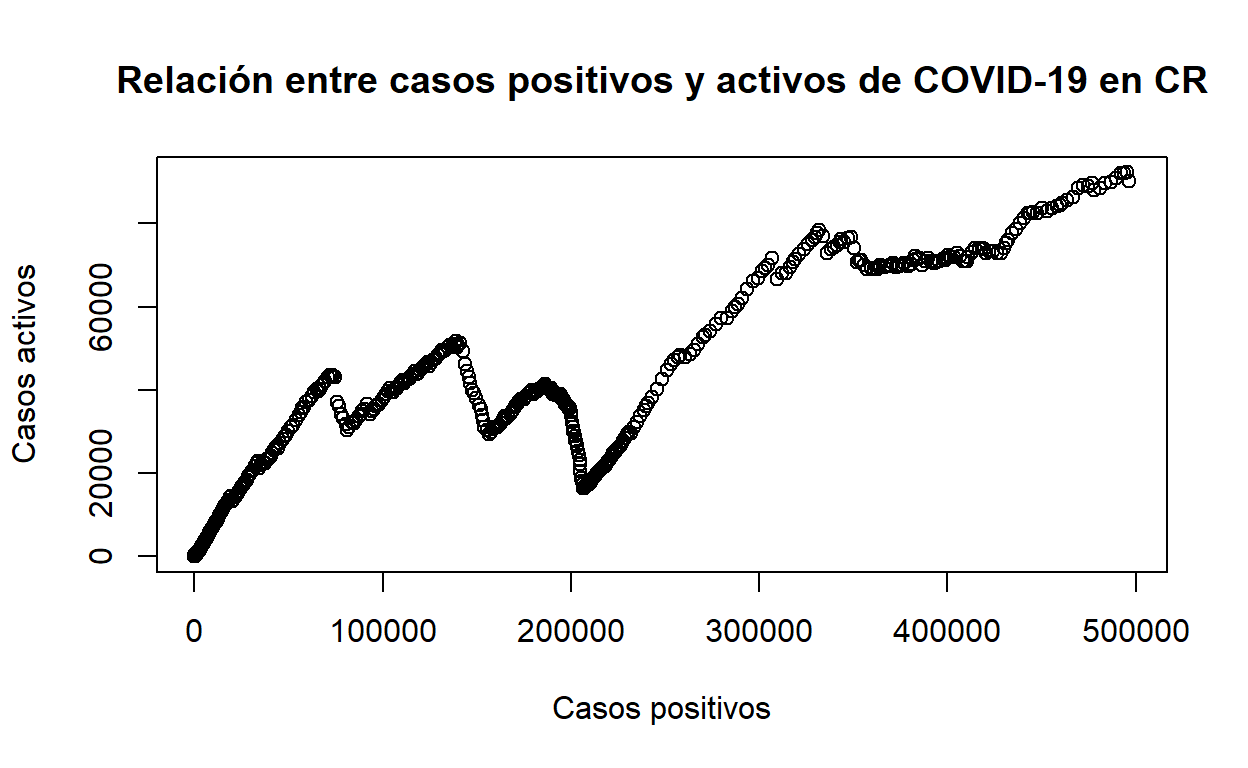 Relación entre casos positivos y activos de COVID-19 en CR
Casos activos
60000
20000
0
0 100000 200000 300000 400000 500000
Casos positivos